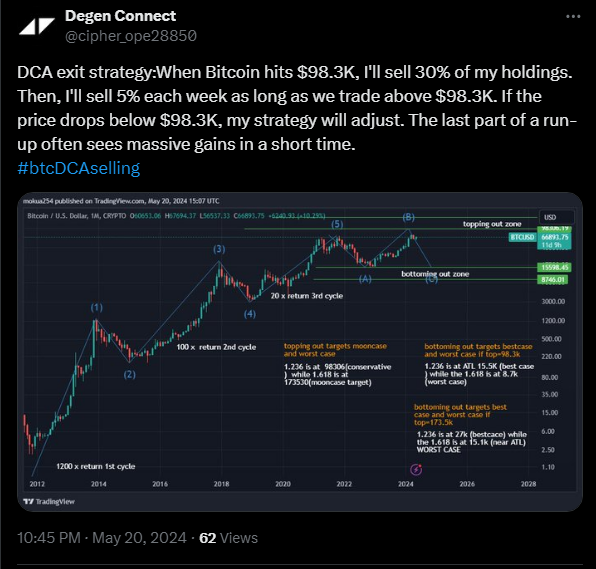 Degen Connect
@cipher_ope28850
DCA exit strategy:When Bitcoin hits $98.3K, I'll sell 30% of my holdings.
Then, I'll sell 5% each week as long as we trade above $98.3K. If the
price drops below $98.3K, my strategy will adjust. The last part of a run-
up often sees massive gains in a short time.
#btcDCAselling
mokua254 published on TradingView.com, May 20, 2024 15:07 UTC
Bitcoin / U.S. Dollar, 1M, CRYPTO O60653.06 H67694.17 L56537.33 C66893.75 +6240.93 (+10.29%)
USD
topping out zone
98306.19
BTCUSD 66893.75
11d 9h
(5)
(B)
15598.45
bottoming out zone
8746.01
(A)
(C)
(3)
(4)
20 x return 3rd cycle
3000.00
(1)
1200.00
100 x return 2nd cycle
500.00
(2)
220.00
topping out targets mooncase
and worst case
1.236 is at 98306(conservative
) while 1.618 is at
173530(mooncase target)
bottoming out targets bestcase
and worst case if top=98.3k
1.236 is at ATL 15.5K (best case
) while the 1.618 is at 8.7k
(worst case)
80.00
35.00
bottoming out targets best
case and worst case if
top=173.5k
15.00
1.236 is at 27k (bestcace) while
the 1.618 is at 15.1k (near ATL)
WORST CASE
6.00
2.50
1200 x return 1st cycle
1.10
2012 2014 2016 2018 2020 2022 2024 2026 2028
TradingView
10:45 PM · May 20, 2024 · 62 Views